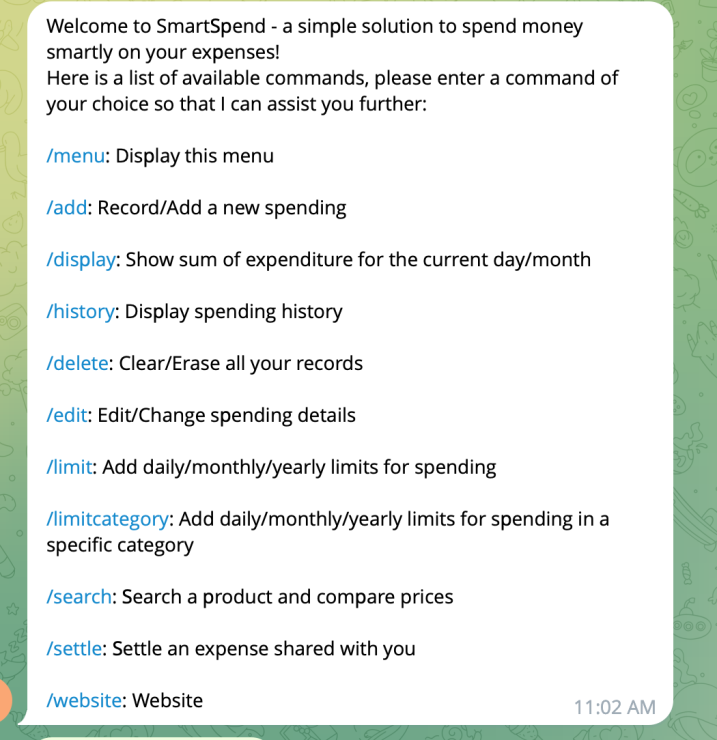 Welcome to SmartSpend - a simple solution to spend money
smartly on your expenses!
Here is a list of available commands, please enter a command of
your choice so that I can assist you further:
/menu: Display this menu
/add: Record/Add a new spending
/display: Show sum of expenditure for the current day/month
/history: Display spending history
/delete: Clear/Erase all your records
/edit: Edit/Change spending details
/limit: Add daily/monthly/yearly limits for spending
/limitcategory: Add daily/monthly/yearly limits for spending in a
specific category
/search: Search a product and compare prices
/settle: Settle an expense shared with you
/website: Website
11:02 AM